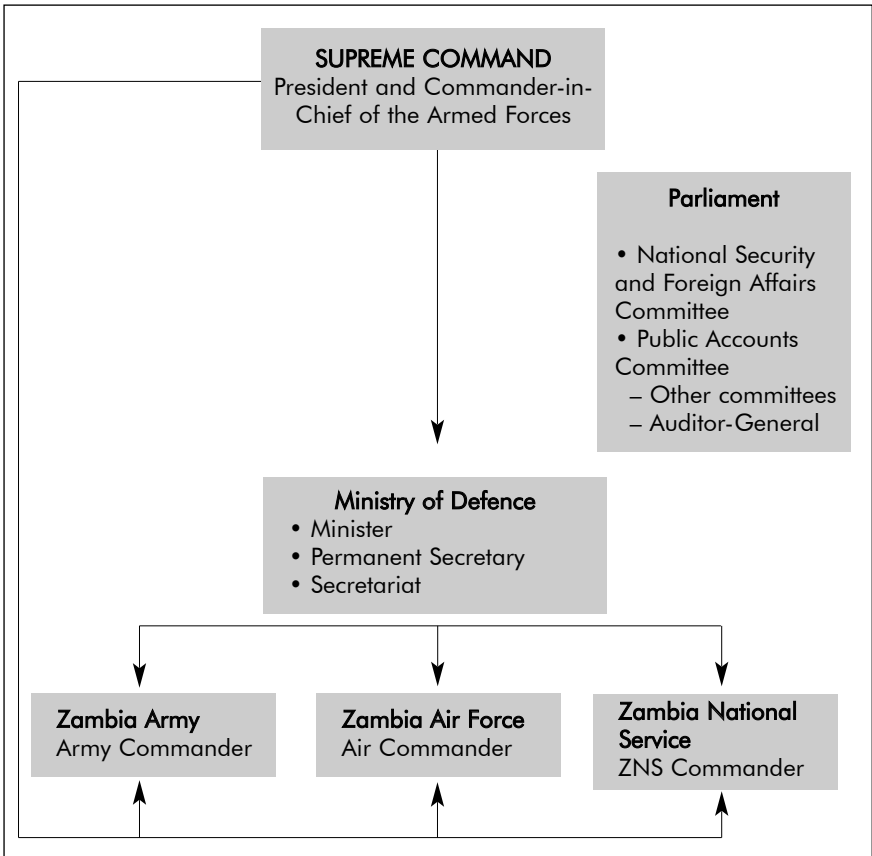 SUPREME COMMAND
President and Commander-in-
Chief of the Armed Forces
Parliament
• National Security
and Foreign Affairs
Committee
• Public Accounts
Committee
– Other committees
– Auditor-General
Ministry of Defence
• Minister
• Permanent Secretary
• Secretariat
Zambia Army
Army Commander
Zambia Air Force
Air Commander
Zambia National
Service
ZNS Commander